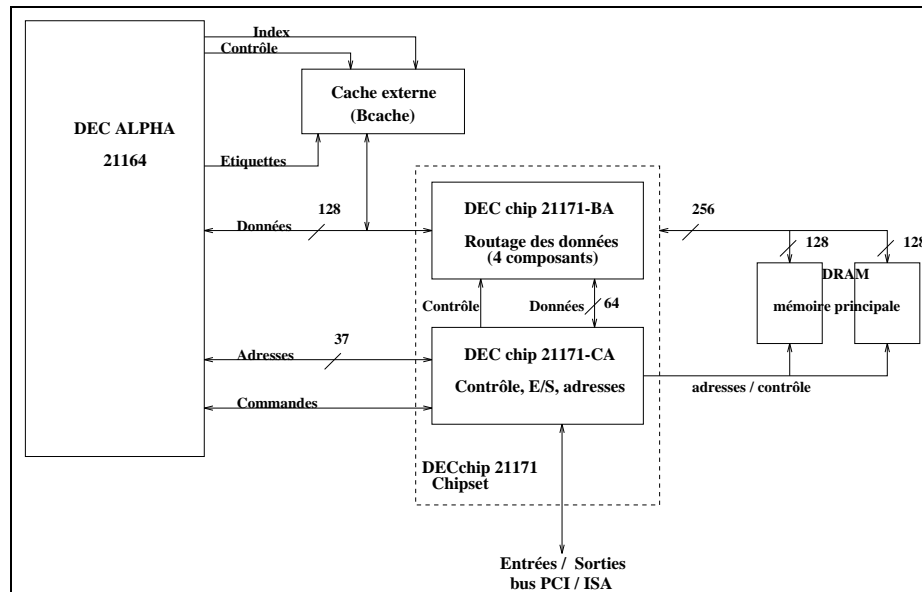 Index
Contrôle
Cache externe
(Bcache)
DEC ALPHA
21164
Etiquettes
DEC chip 21171-BA
128
256
Données
Routage des données
(4 composants)
128
128
DRAM
Contrôle
Données
64
mémoire principale
37
DEC chip 21171-CA
Adresses
Contrôle, E/S, adresses
adresses / contrôle
Commandes
DECchip 21171
Chipset
Entrées / Sorties
bus PCI / ISA